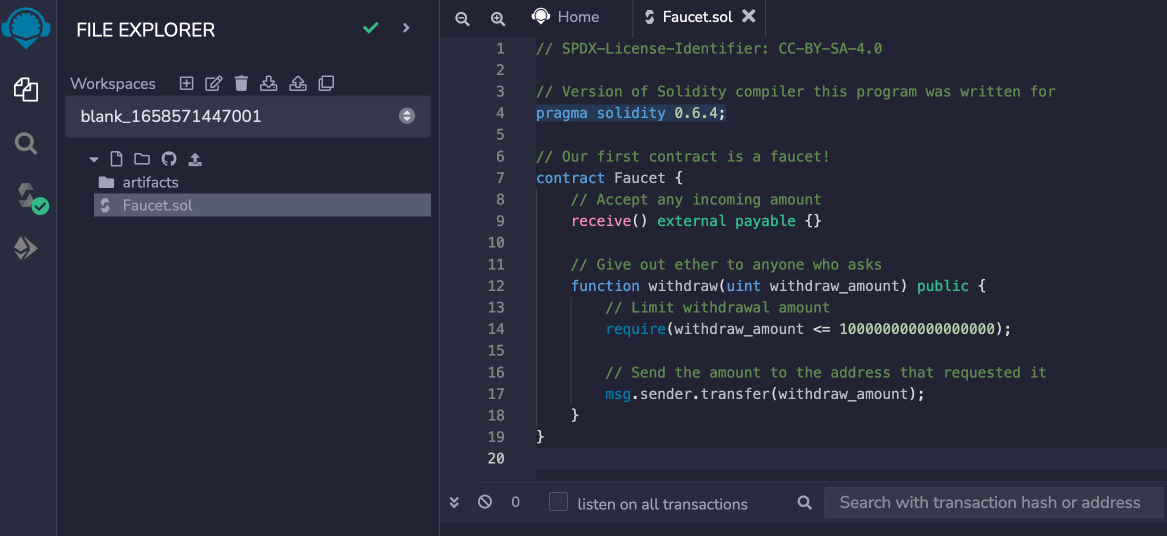 FILE EXPLORER
Workspaces
blank_1658571447001
artifacts
Faucet.sol
Home
Faucet.sol
1 // SPDX-License-Identifier: CC-BY-SA-4.0
2
3 // Version of Solidity compiler this program was written for
4 pragma solidity 0.6.4;
5
6 // Our first contract is a faucet!
7 contract Faucet {
8     // Accept any incoming amount
9     receive() external payable {}
10
11     // Give out ether to anyone who asks
12     function withdraw(uint withdraw_amount) public {
13         // Limit withdrawal amount
14         require(withdraw_amount <= 100000000000000000);
15
16         // Send the amount to the address that requested it
17         msg.sender.transfer(withdraw_amount);
18     }
19 }
20
0 listen on all transactions Search with transaction hash or address